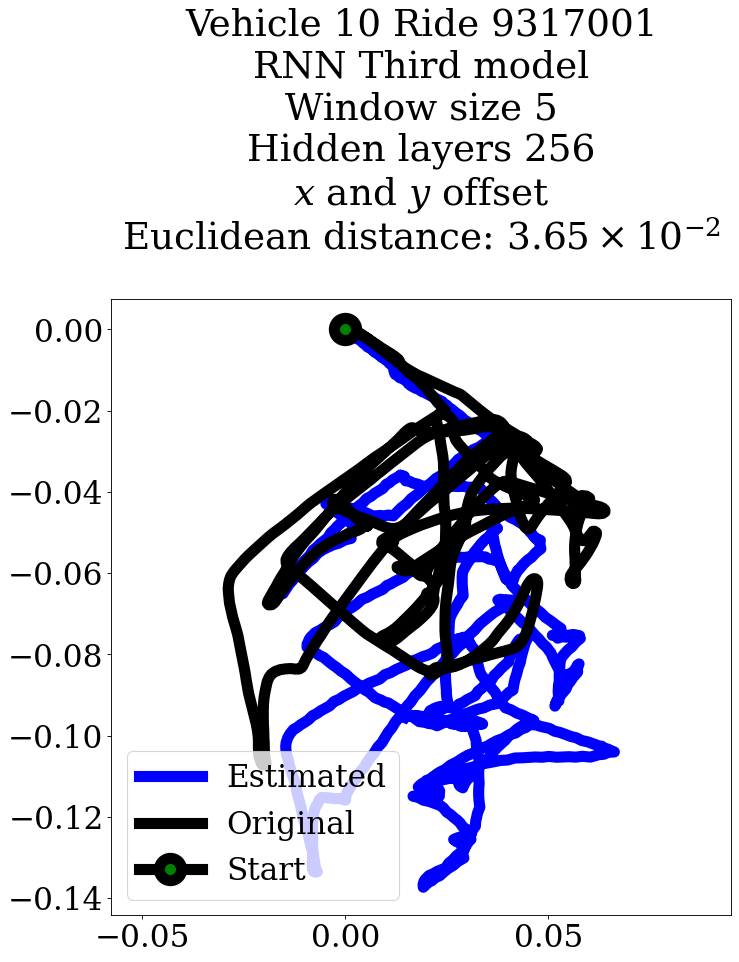 Vehicle 10 Ride 9317001
RNN Third model
Window size 5
Hidden layers 256
x and y offset
Euclidean distance: 3.65 × 10⁻²
0.00
−0.02
−0.04
−0.06
−0.08
−0.10
−0.12
−0.14
Estimated
Original
Start
−0.05 0.00 0.05